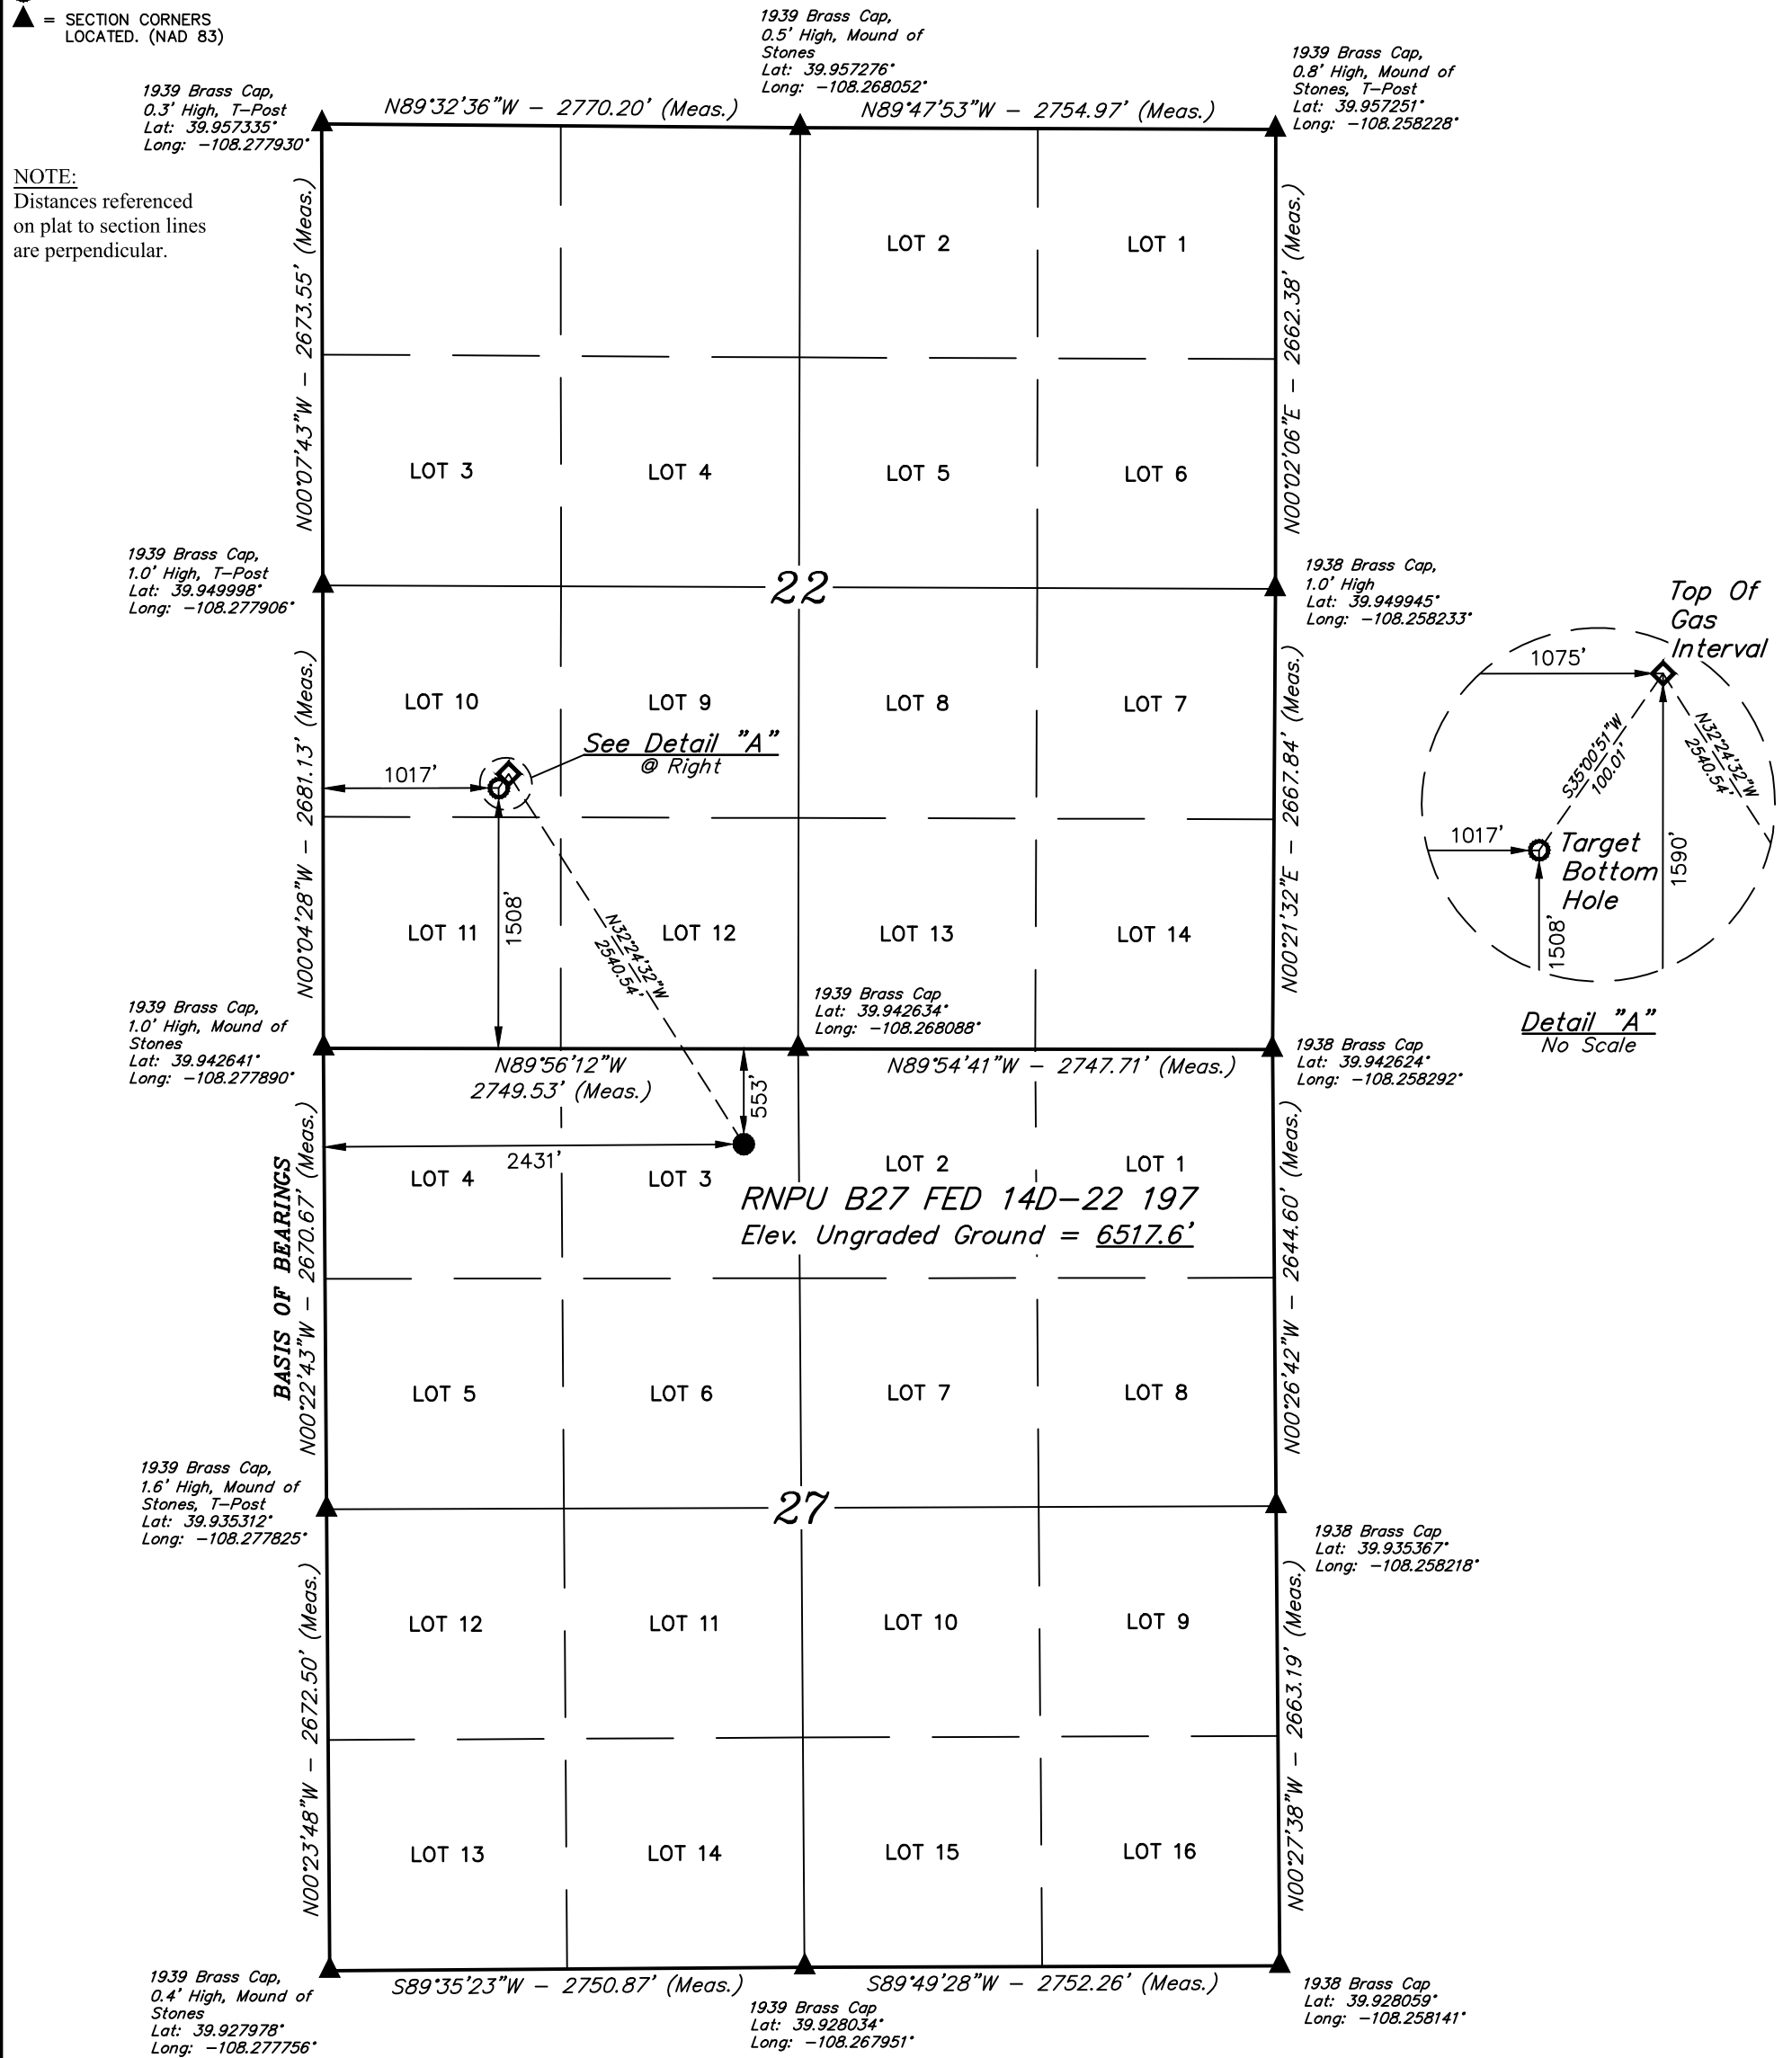 = SECTION CORNERS
LOCATED. (NAD 83)
1939 Brass Cap,
0.5' High, Mound of
Stones
Lat: 39.957276°
Long: -108.268052°
1939 Brass Cap,
0.8' High, Mound of
Stones, T-Post
Lat: 39.957251°
Long: -108.258228°
1939 Brass Cap,
0.3' High, T-Post
Lat: 39.957335°
Long: -108.277930°
N89°32'36"W - 2770.20' (Meas.)
N89°47'53"W - 2754.97' (Meas.)
NOTE:
Distances referenced
on plat to section lines
are perpendicular.
N00°07'43"W - 2673.55' (Meas.)
LOT 2
LOT 1
N00°02'06"E - 2662.38' (Meas.)
LOT 3
LOT 4
LOT 5
LOT 6
1939 Brass Cap,
1.0' High, T-Post
Lat: 39.949998°
Long: -108.277906°
22
1938 Brass Cap,
1.0' High
Lat: 39.949945°
Long: -108.258233°
N00°04'28"W - 2681.13' (Meas.)
LOT 10
LOT 9
LOT 8
LOT 7
N00°21'32"E - 2667.84' (Meas.)
See Detail "A"
@ Right
1017'
1508'
LOT 11
LOT 12
LOT 13
LOT 14
N32°24'32"W
2540.54'
Top Of
Gas
Interval
1075'
S35°00'51"W
100.01'
N32°24'32"W
2540.54'
1017'
Target
Bottom
Hole
1590'
1508'
Detail "A"
No Scale
1939 Brass Cap,
1.0' High, Mound of
Stones
Lat: 39.942641°
Long: -108.277890°
1939 Brass Cap
Lat: 39.942634°
Long: -108.268088°
1938 Brass Cap
Lat: 39.942624°
Long: -108.258292°
N89°56'12"W
2749.53' (Meas.)
N89°54'41"W - 2747.71' (Meas.)
553'
2431'
BASIS OF BEARINGS
N00°22'43"W - 2670.67' (Meas.)
LOT 4
LOT 3
LOT 2
LOT 1
RNPU B27 FED 14D-22 197
Elev. Ungraded Ground = 6517.6'
N00°26'42"W - 2644.60' (Meas.)
LOT 5
LOT 6
LOT 7
LOT 8
1939 Brass Cap,
1.6' High, Mound of
Stones, T-Post
Lat: 39.935312°
Long: -108.277825°
27
1938 Brass Cap
Lat: 39.935367°
Long: -108.258218°
N00°23'48"W - 2672.50' (Meas.)
LOT 12
LOT 11
LOT 10
LOT 9
N00°27'38"W - 2663.19' (Meas.)
LOT 13
LOT 14
LOT 15
LOT 16
S89°35'23"W - 2750.87' (Meas.)
S89°49'28"W - 2752.26' (Meas.)
1939 Brass Cap,
0.4' High, Mound of
Stones
Lat: 39.927978°
Long: -108.277756°
1939 Brass Cap
Lat: 39.928034°
Long: -108.267951°
1938 Brass Cap
Lat: 39.928059°
Long: -108.258141°